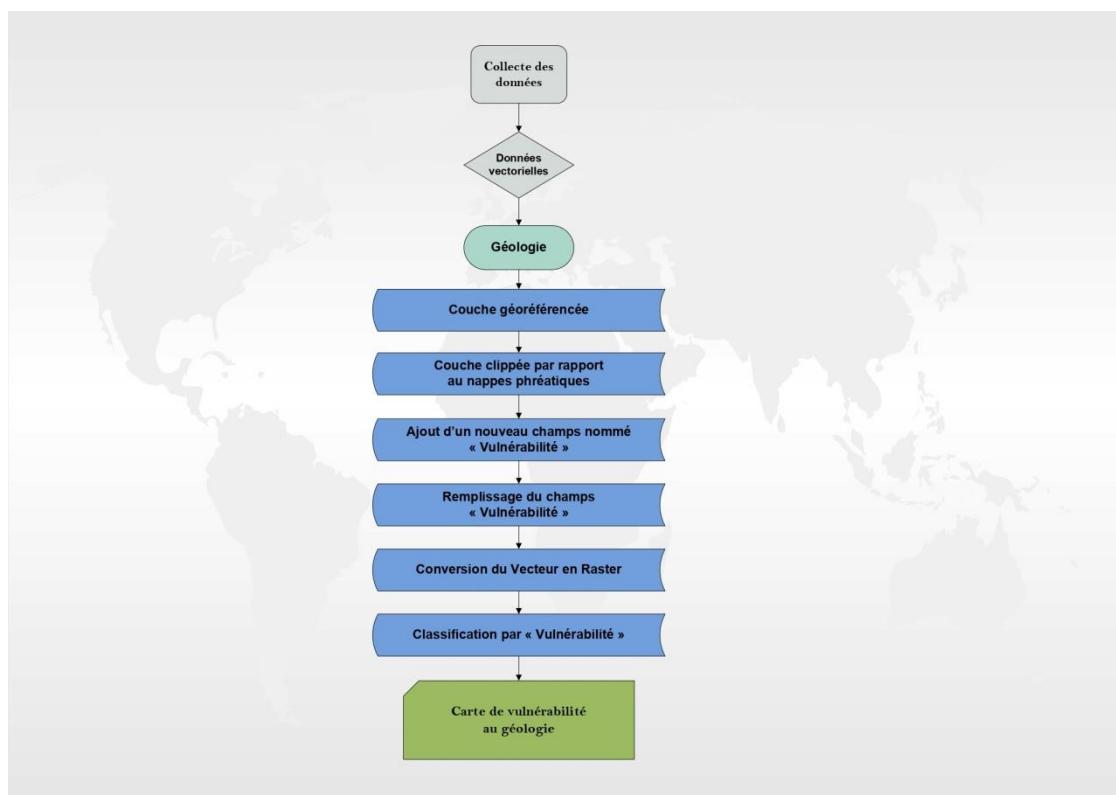 Collecte des
données
Données
vectorielles
Géologie
Couche géoréférencée
Couche clippée par rapport
au nappes phréatiques
Ajout d'un nouveau champs nommé
« Vulnérabilité »
Remplissage du champs
« Vulnérabilité »
Conversion du Vecteur en Raster
Classification par « Vulnérabilité »
Carte de vulnérabilité
au géologie